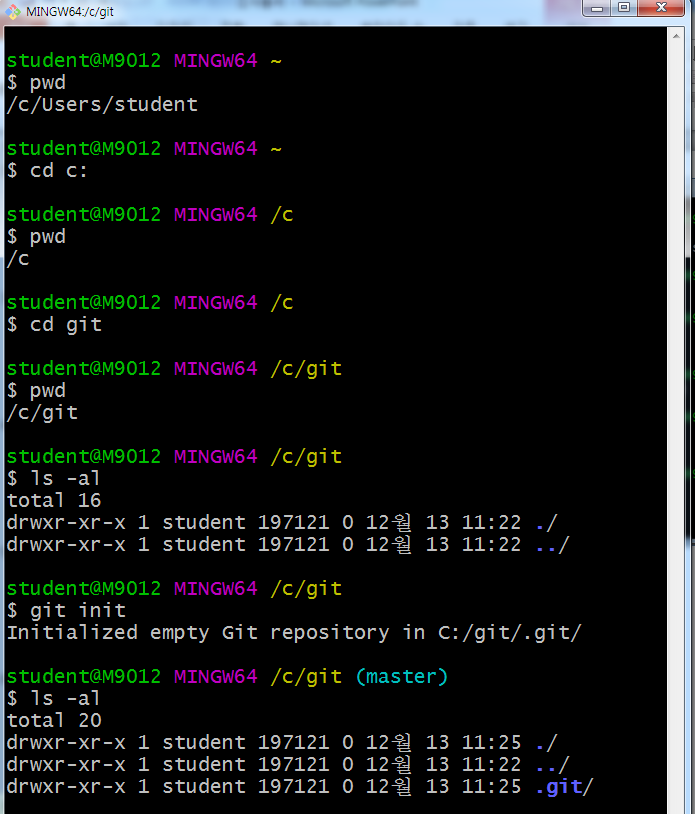 MINGW64:/c/git
student@M9012 MINGW64 ~
$ pwd
/c/Users/student
student@M9012 MINGW64 ~
$ cd c:
student@M9012 MINGW64 /c
$ pwd
/c
student@M9012 MINGW64 /c
$ cd git
student@M9012 MINGW64 /c/git
$ pwd
/c/git
student@M9012 MINGW64 /c/git
$ ls -al
total 16
drwxr-xr-x 1 student 197121 0 12월 13 11:22 ./
drwxr-xr-x 1 student 197121 0 12월 13 11:22 ../
student@M9012 MINGW64 /c/git
$ git init
Initialized empty Git repository in C:/git/.git/
student@M9012 MINGW64 /c/git (master)
$ ls -al
total 20
drwxr-xr-x 1 student 197121 0 12월 13 11:25 ./
drwxr-xr-x 1 student 197121 0 12월 13 11:22 ../
drwxr-xr-x 1 student 197121 0 12월 13 11:25 .git/